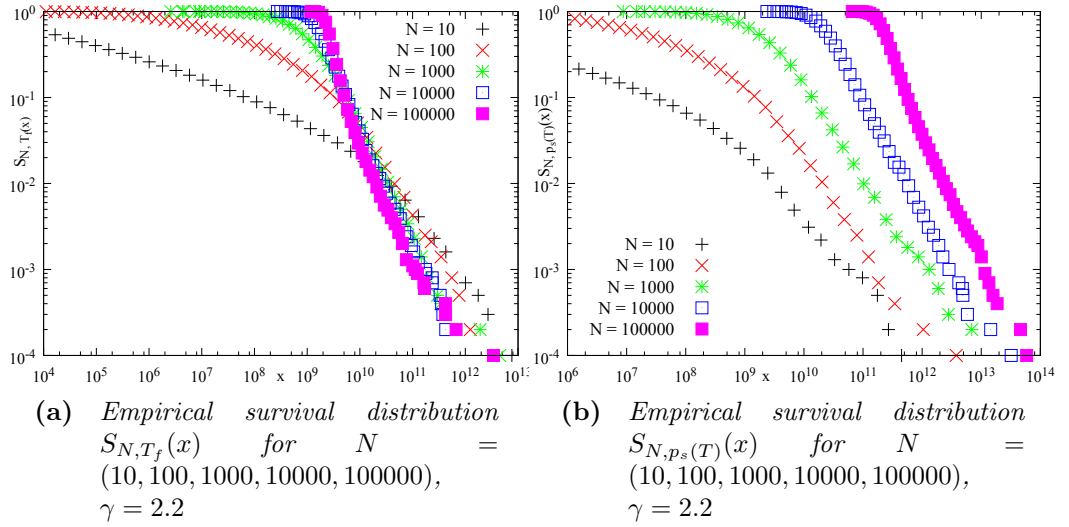 10^0
10^-1
10^-2
10^-3
10^-4
S_{N, T_f}(x)
10^4 10^5 10^6 10^7 10^8 10^9 10^10 10^11 10^12 10^13
x
N = 10
N = 100
N = 1000
N = 10000
N = 100000
10^0
10^-1
10^-2
10^-3
10^-4
S_{N, p_s(T)}(x)
10^6 10^7 10^8 10^9 10^10 10^11 10^12 10^13 10^14
x
N = 10
N = 100
N = 1000
N = 10000
N = 100000
(a) Empirical survival distribution
S_{N,T_f}(x) for N =
(10, 100, 1000, 10000, 100000),
γ = 2.2
(b) Empirical survival distribution
S_{N,p_s(T)}(x) for N =
(10, 100, 1000, 10000, 100000),
γ = 2.2